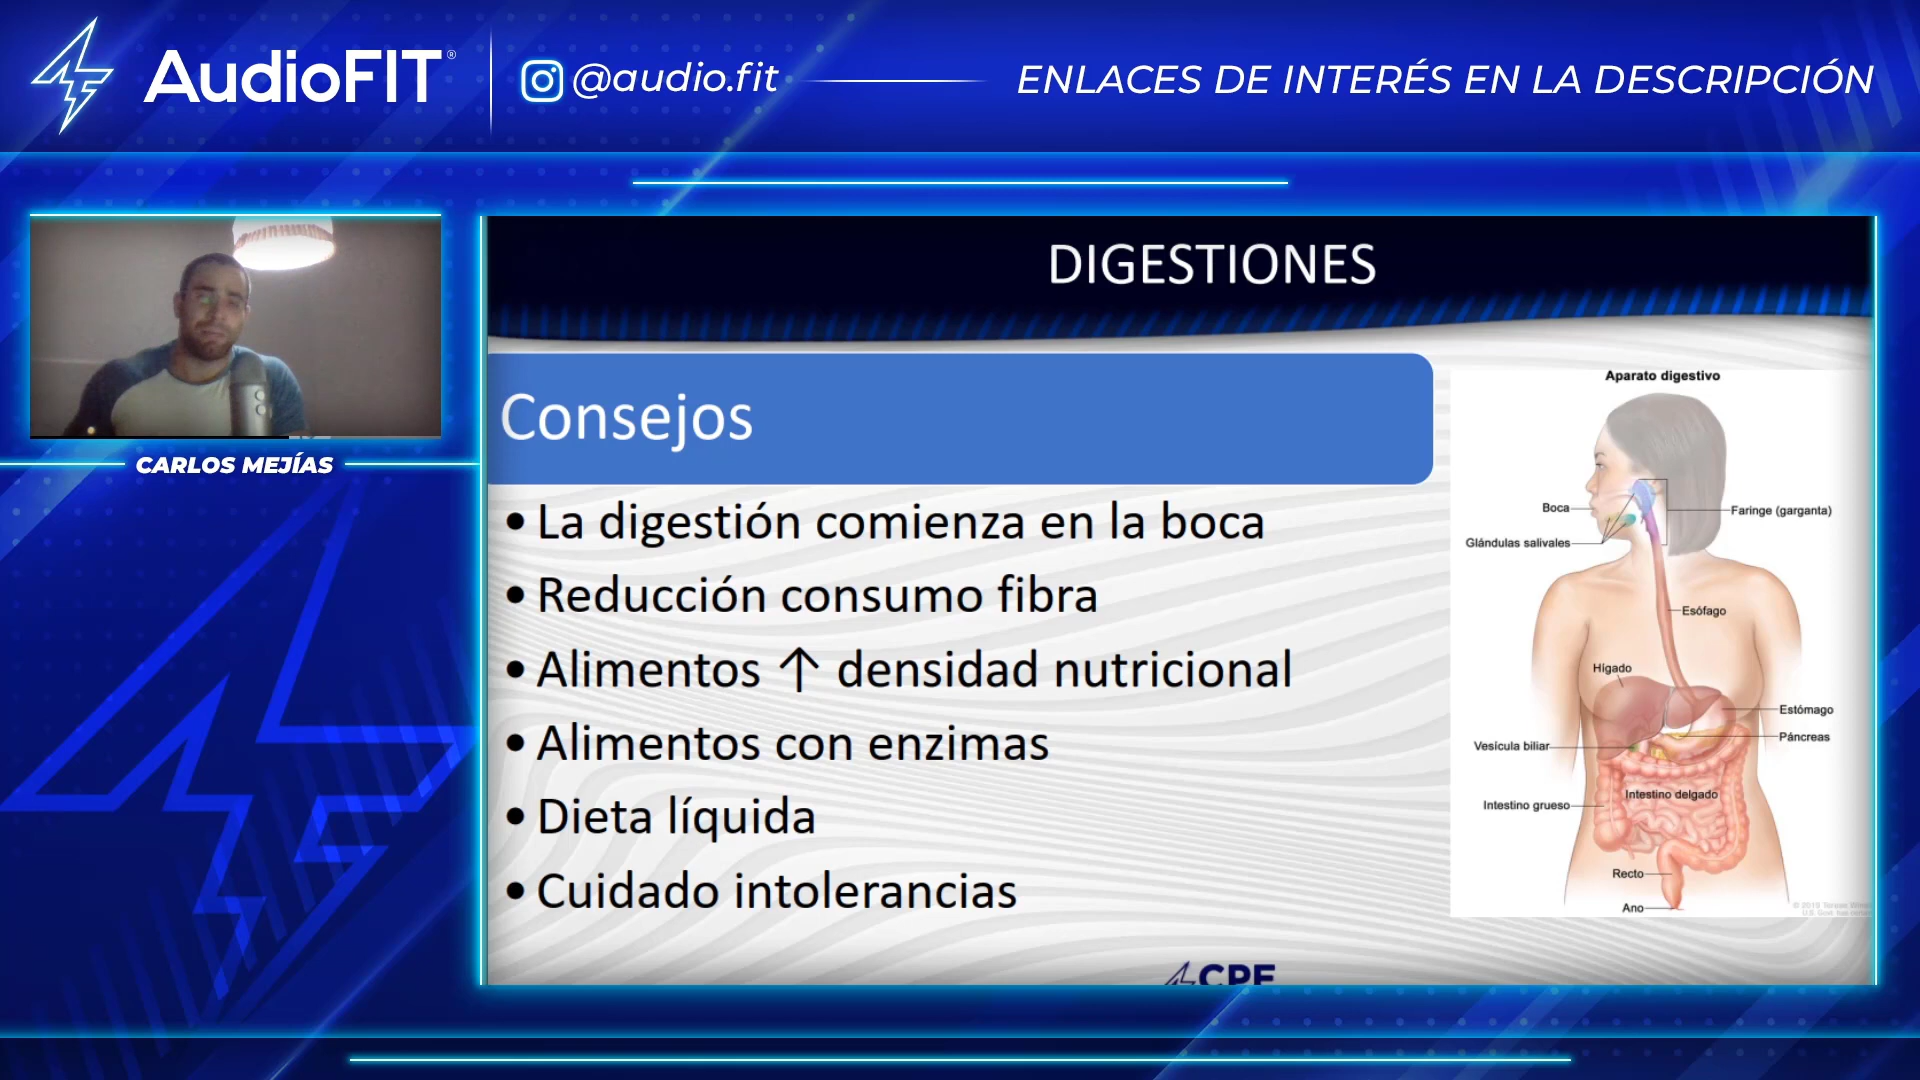 AudioFIT®
@audio.fit
ENLACES DE INTERÉS EN LA DESCRIPCIÓN
CARLOS MEJÍAS
DIGESTIONES
Consejos
• La digestión comienza en la boca
• Reducción consumo fibra
• Alimentos ↑ densidad nutricional
• Alimentos con enzimas
• Dieta líquida
• Cuidado intolerancias
Aparato digestivo
Boca
Faringe (garganta)
Glándulas salivales
Esófago
Hígado
Estómago
Páncreas
Vesícula biliar
Intestino delgado
Intestino grueso
Recto
Ano
CPE